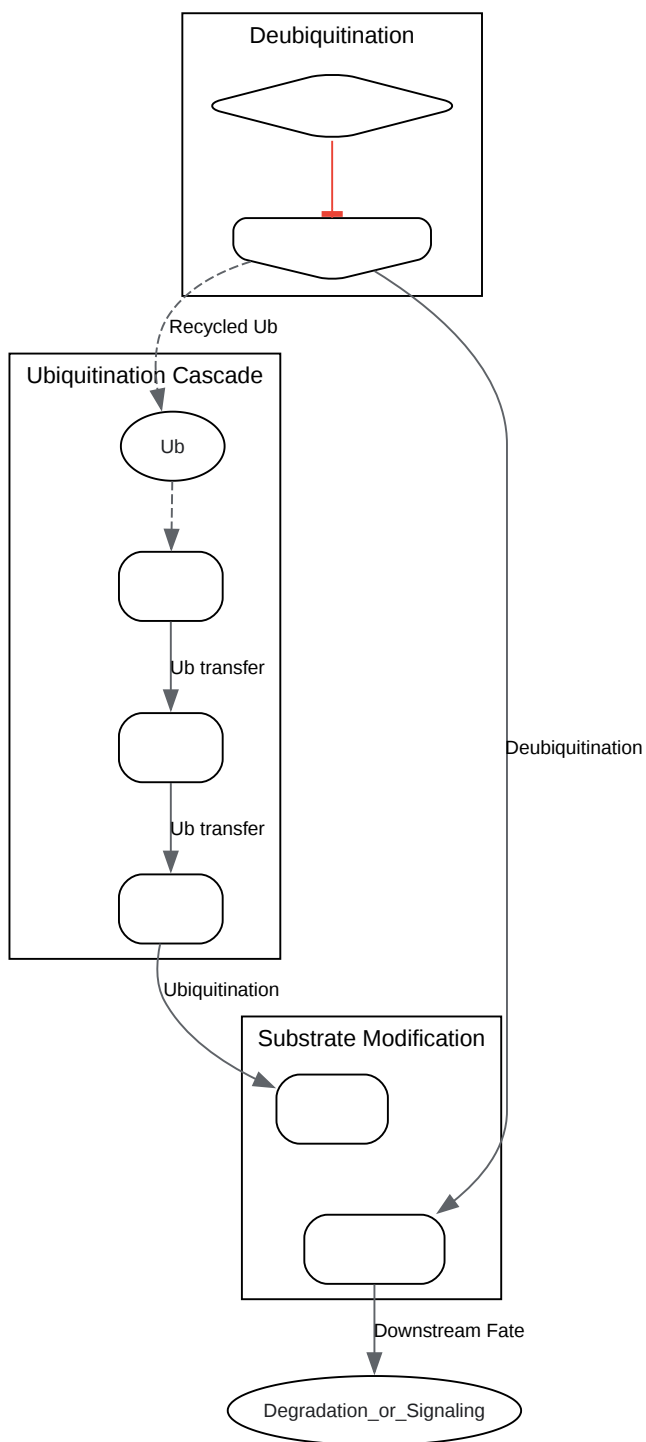 Deubiquitination
Recycled Ub
Ubiquitination Cascade
Ub
Ub transfer
Deubiquitination
Ub transfer
Ubiquitination
Substrate Modification
Downstream Fate
Degradation_or_Signaling